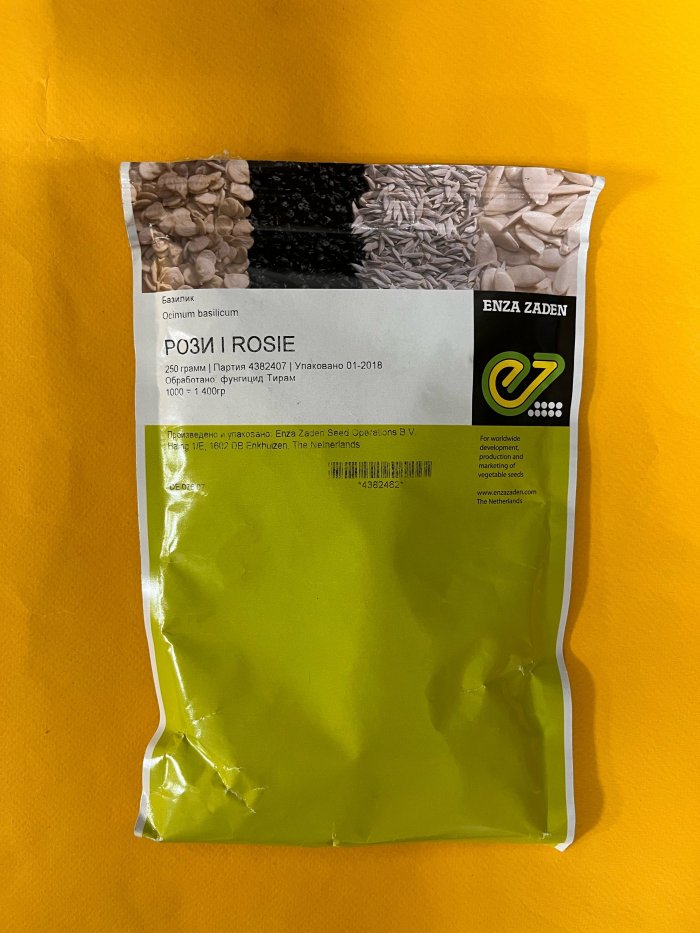 Базилик
Ocimum basilicum
РОЗИ I ROSIE
250 грамм | Партия 4382407 | Упаковано 01-2018
Обработано: фунгицид Тирам
1000 = 1.400гр
ENZA ZADEN
Произведено и упаковано: Enza Zaden Seed Operations B.V.
Haling 1/E, 1602 DB Enkhuizen, The Netherlands
*4382462*
For worldwide
development,
production and
marketing of
vegetable seeds
www.enzazaden.com
The Netherlands